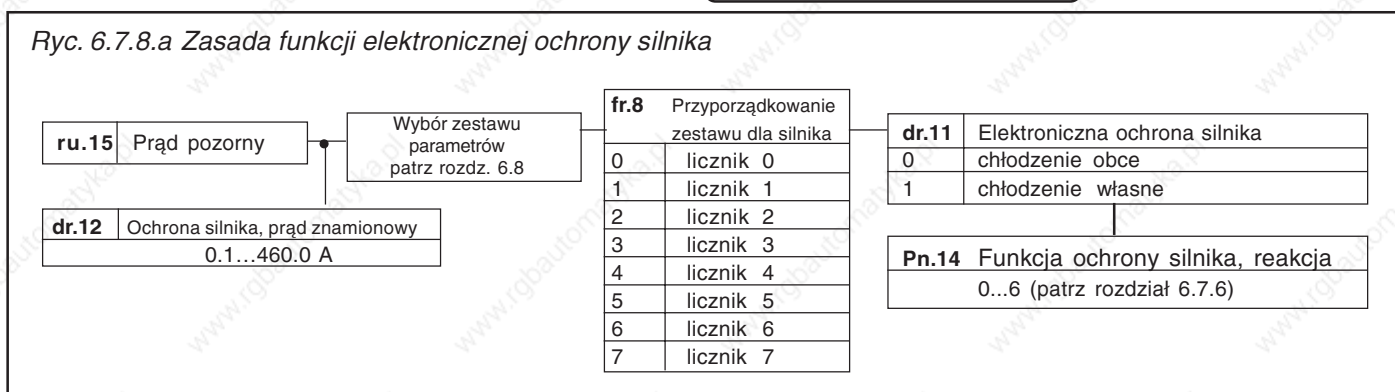 Ryc. 6.7.8.a Zasada funkcji elektronicznej ochrony silnika
ru.15 Prąd pozorny
dr.12 Ochrona silnika, prąd znamionowy
0.1...460.0 A
Wybór zestawu
parametrów
patrz rozdz. 6.8
fr.8 Przyporządkowanie
zestawu dla silnika
0 licznik 0
1 licznik 1
2 licznik 2
3 licznik 3
4 licznik 4
5 licznik 5
6 licznik 6
7 licznik 7
dr.11 Elektroniczna ochrona silnika
0 chłodzenie obce
1 chłodzenie własne
Pn.14 Funkcja ochrony silnika, reakcja
0...6 (patrz rozdział 6.7.6)
www.rgbautomatyka.pl